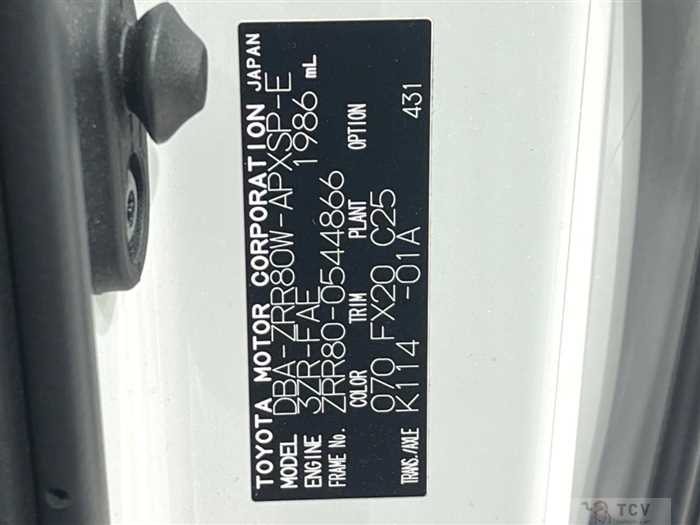 TOYOTA MOTOR CORPORATION JAPAN
MODEL DBA-ZRR80W-APXSP-E
ENGINE 3ZR-FAE 1986 mL
FRAME No. ZRR80-0544866
COLOR TRIM PLANT OPTION
070 FX20 C25
TRANS./AXLE K114 -01A 431
TCV